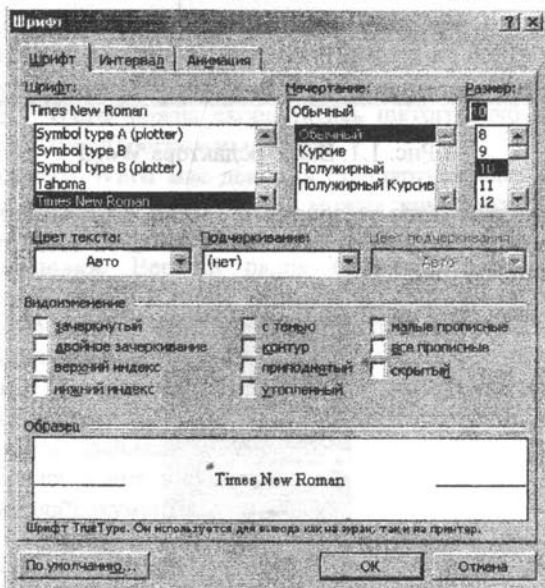 Шрифт
Шрифт Интервал Анимация
Шрифт: Начертание: Размер:
Times New Roman Обычный 10
Symbol type A (plotter) Обычный 8
Symbol type B Курсив 9
Symbol type B (plotter) Полужирный 10
Tahoma Полужирный Курсив 11
Times New Roman 12
Цвет текста: Подчеркивание: Цвет подчеркивания
Авто (нет) Авто
Видоизменение
зачеркнутый с тенью малые прописные
двойное зачеркивание контур все прописные
верхний индекс приподнятый скрытый
нижний индекс утопленный
Образец
Times New Roman
Шрифт TrueType. Он используется для вывода как на экран, так и на принтер.
По умолчанию... ОК Отмена